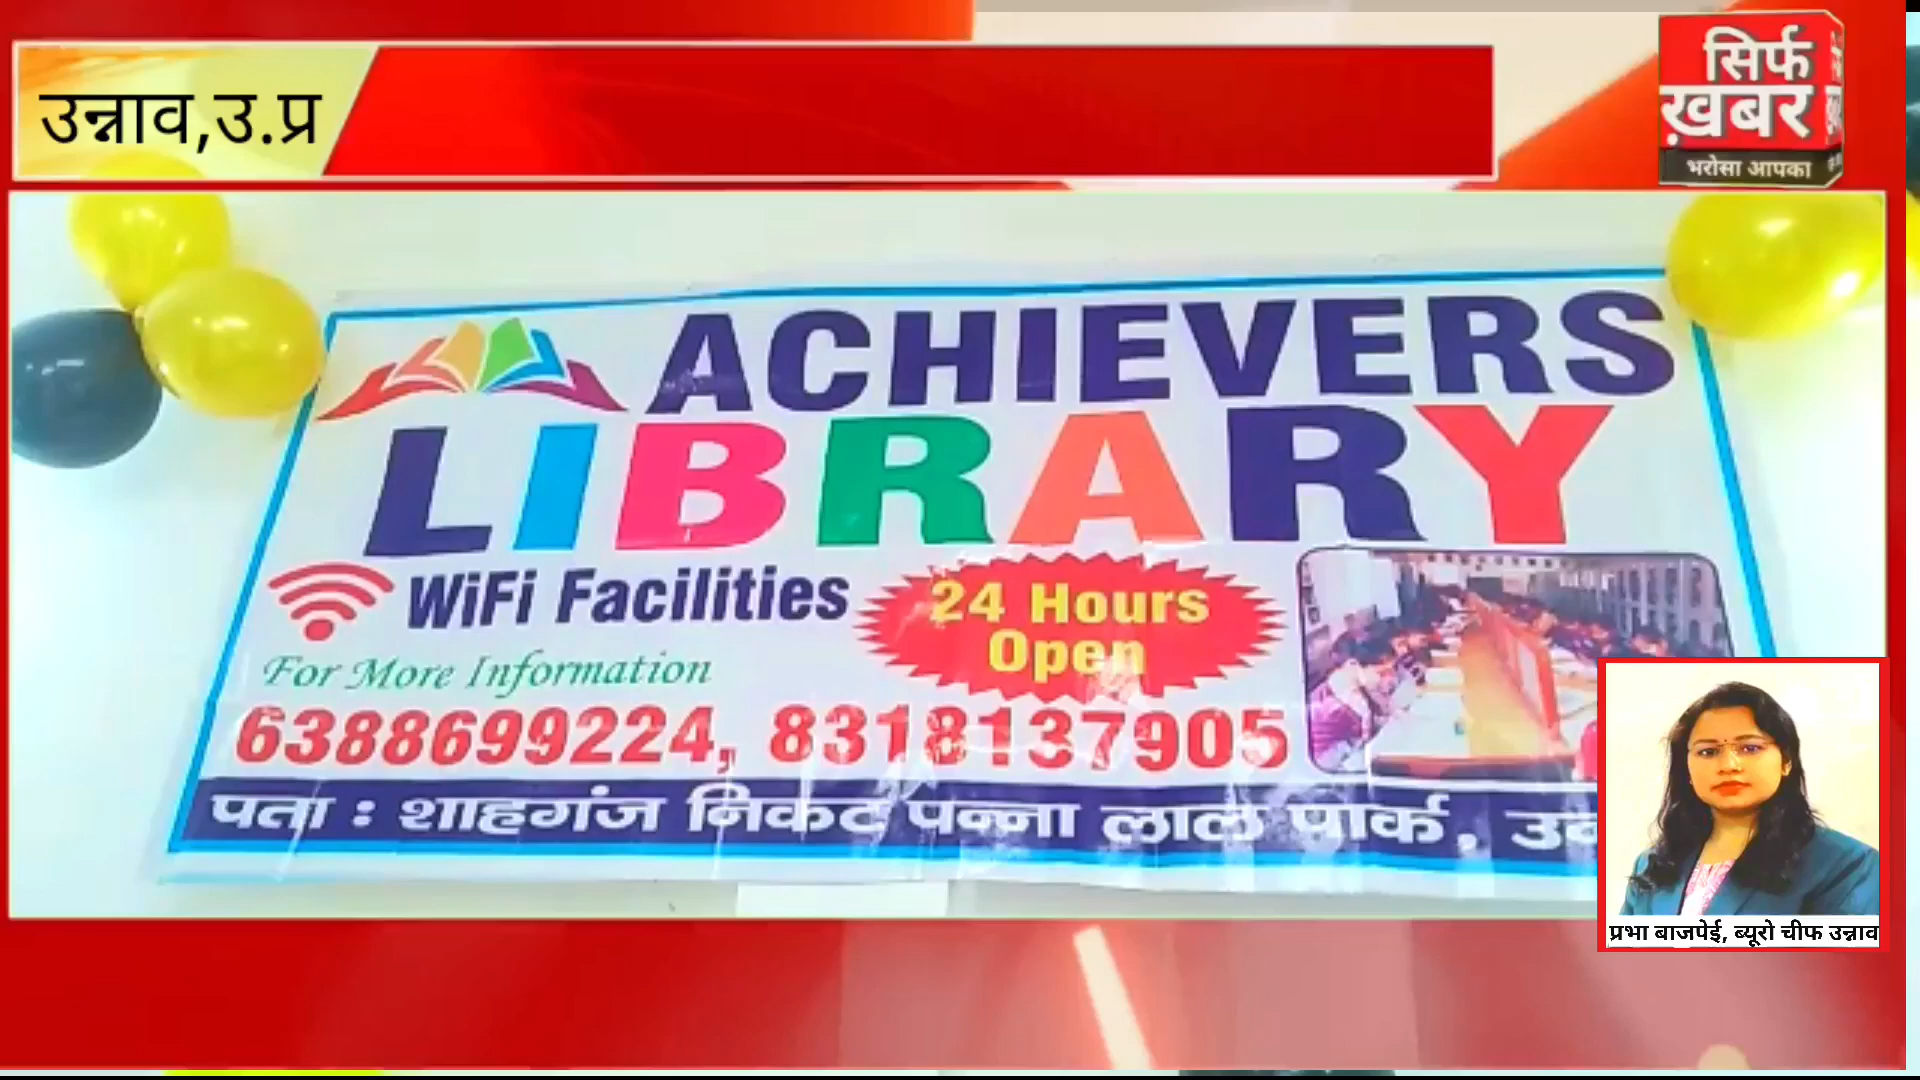 उन्नाव,उ.प्र
सिर्फ
ख़बर
भरोसा आपका
ACHIEVERS
LIBRARY
WiFi Facilities
24 Hours
Open
For More Information
6388699224, 8318137905
पता : शाहगंज निकट पन्ना लाल पार्क,
प्रभा बाजपेई, ब्यूरो चीफ उन्नाव